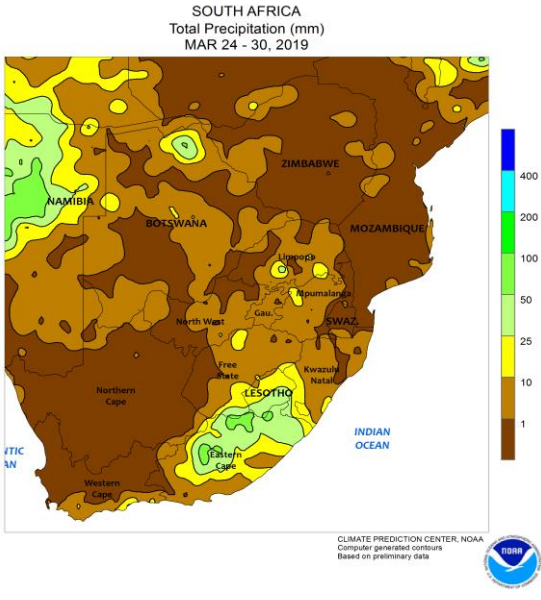 SOUTH AFRICA
Total Precipitation (mm)
MAR 24 - 30, 2019
ZIMBABWE
NAMIBIA
BOTSWANA
MOZAMBIQUE
Limpopo
Mpumalanga
Gau.
North West
SWAZ.
Free
State
Kwazulu
Natal
Northern
Cape
LESOTHO
INDIAN
OCEAN
NTIC
AN
Eastern
Cape
Western
Cape
400
200
100
50
25
10
1
CLIMATE PREDICTION CENTER, NOAA
Computer generated contours
Based on preliminary data
NOAA